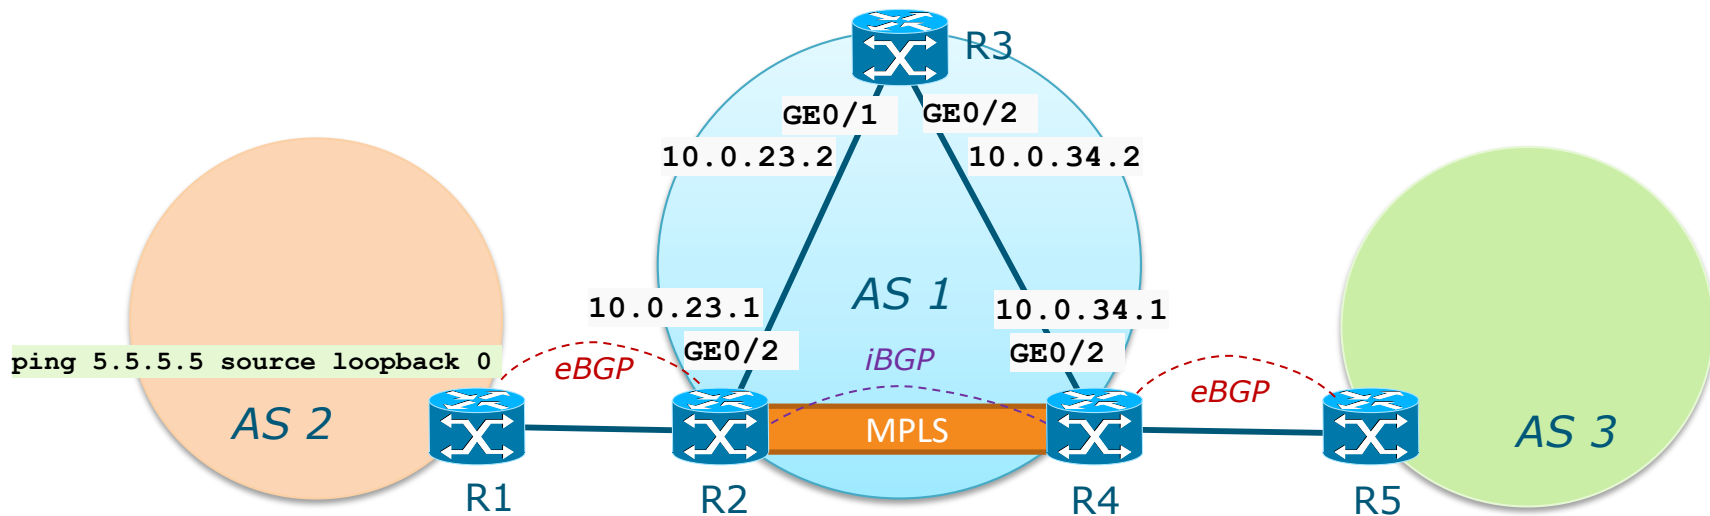 R3
GE0/1
GE0/2
10.0.23.2
10.0.34.2
AS 1
10.0.23.1
10.0.34.1
GE0/2
GE0/2
ping 5.5.5.5 source loopback 0
eBGP
iBGP
eBGP
AS 2
MPLS
AS 3
R1
R2
R4
R5